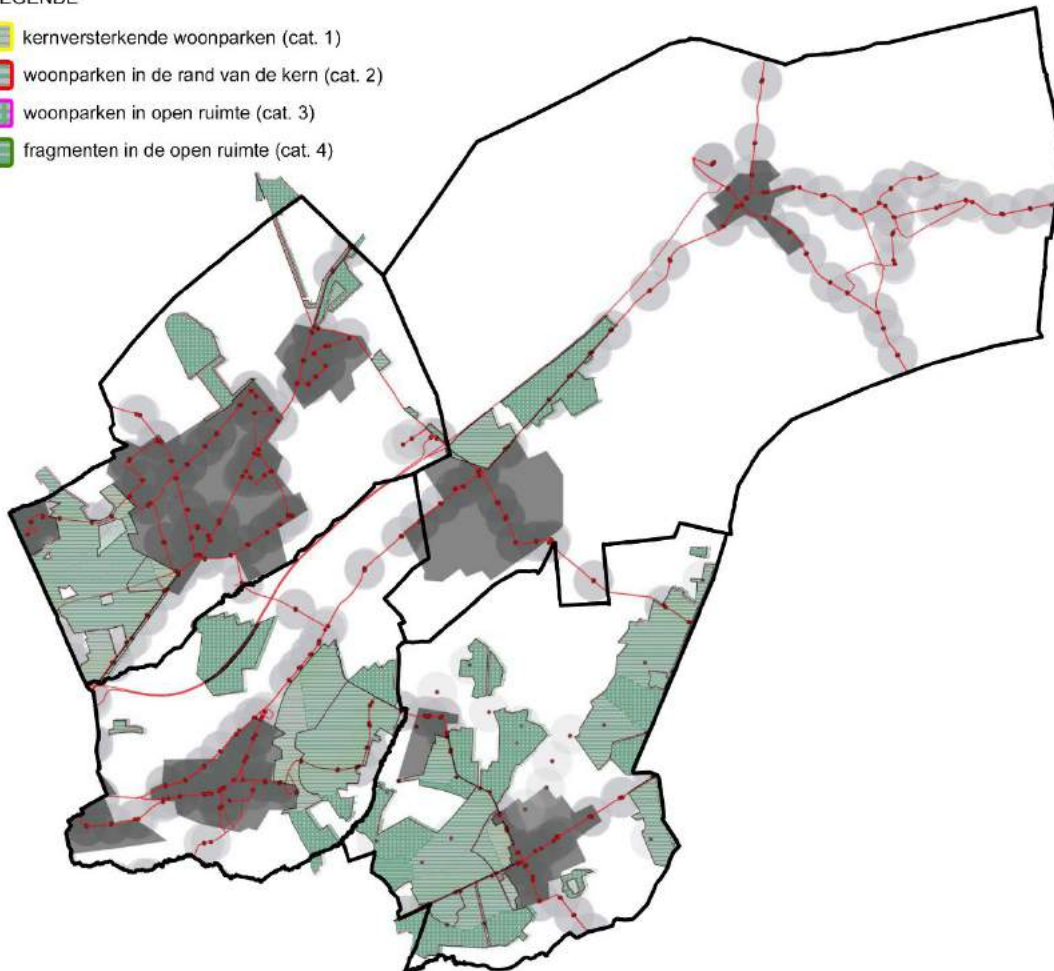 LEGENDE
kernversterkende woonparken (cat. 1)
woonparken in de rand van de kern (cat. 2)
woonparken in open ruimte (cat. 3)
fragmenten in de open ruimte (cat. 4)